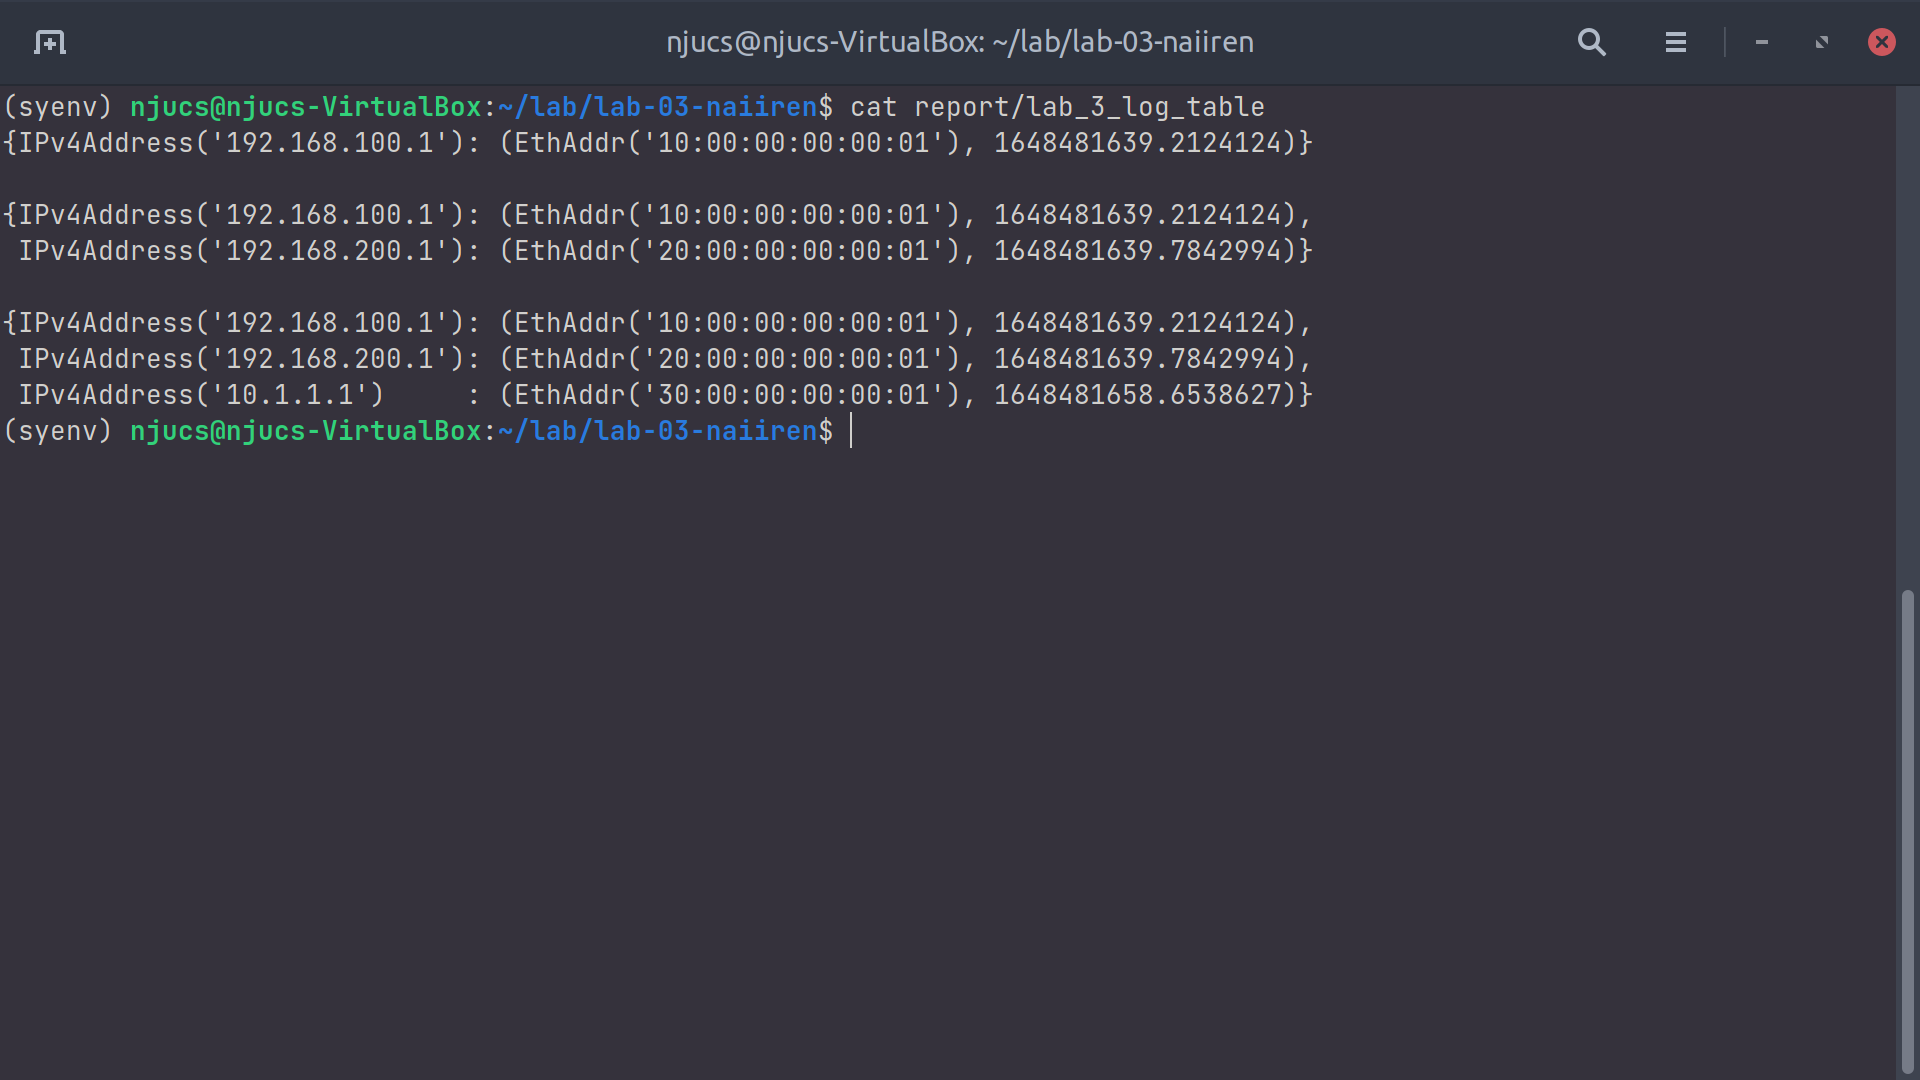 njucs@njucs-VirtualBox: ~/lab/lab-03-naiiren
(syenv) njucs@njucs-VirtualBox:~/lab/lab-03-naiiren$ cat report/lab_3_log_table
{IPv4Address('192.168.100.1'): (EthAddr('10:00:00:00:00:01'), 1648481639.2124124)}

{IPv4Address('192.168.100.1'): (EthAddr('10:00:00:00:00:01'), 1648481639.2124124),
 IPv4Address('192.168.200.1'): (EthAddr('20:00:00:00:00:01'), 1648481639.7842994)}

{IPv4Address('192.168.100.1'): (EthAddr('10:00:00:00:00:01'), 1648481639.2124124),
 IPv4Address('192.168.200.1'): (EthAddr('20:00:00:00:00:01'), 1648481639.7842994),
 IPv4Address('10.1.1.1')     : (EthAddr('30:00:00:00:00:01'), 1648481658.6538627)}
(syenv) njucs@njucs-VirtualBox:~/lab/lab-03-naiiren$